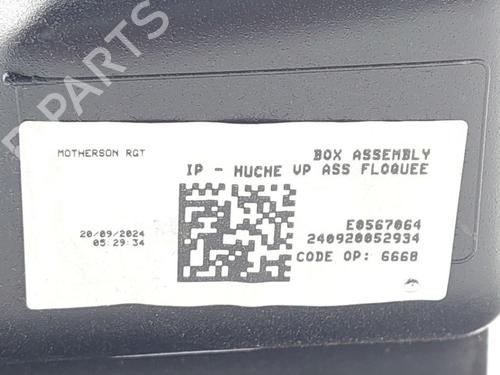 B-PARTS
MOTHERSON RGT
BOX ASSEMBLY
IP - HUCHE VP ASS FLOQUEE
20/09/2024
05:29:34
E0567064
240920052934
CODE OP: 6668